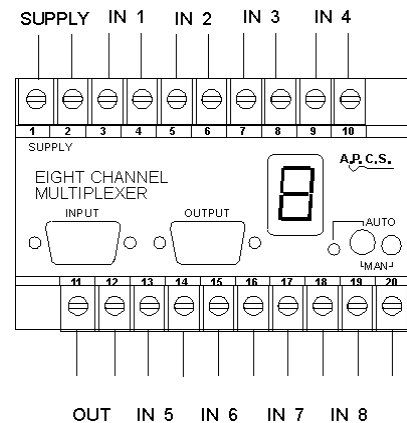 SUPPLY IN 1 IN 2 IN 3 IN 4
1 2 3 4 5 6 7 8 9 10
SUPPLY
A.P.C.S.
EIGHT CHANNEL
MULTIPLEXER
8
INPUT OUTPUT AUTO
MAN
11 12 13 14 15 16 17 18 19 20
OUT IN 5 IN 6 IN 7 IN 8